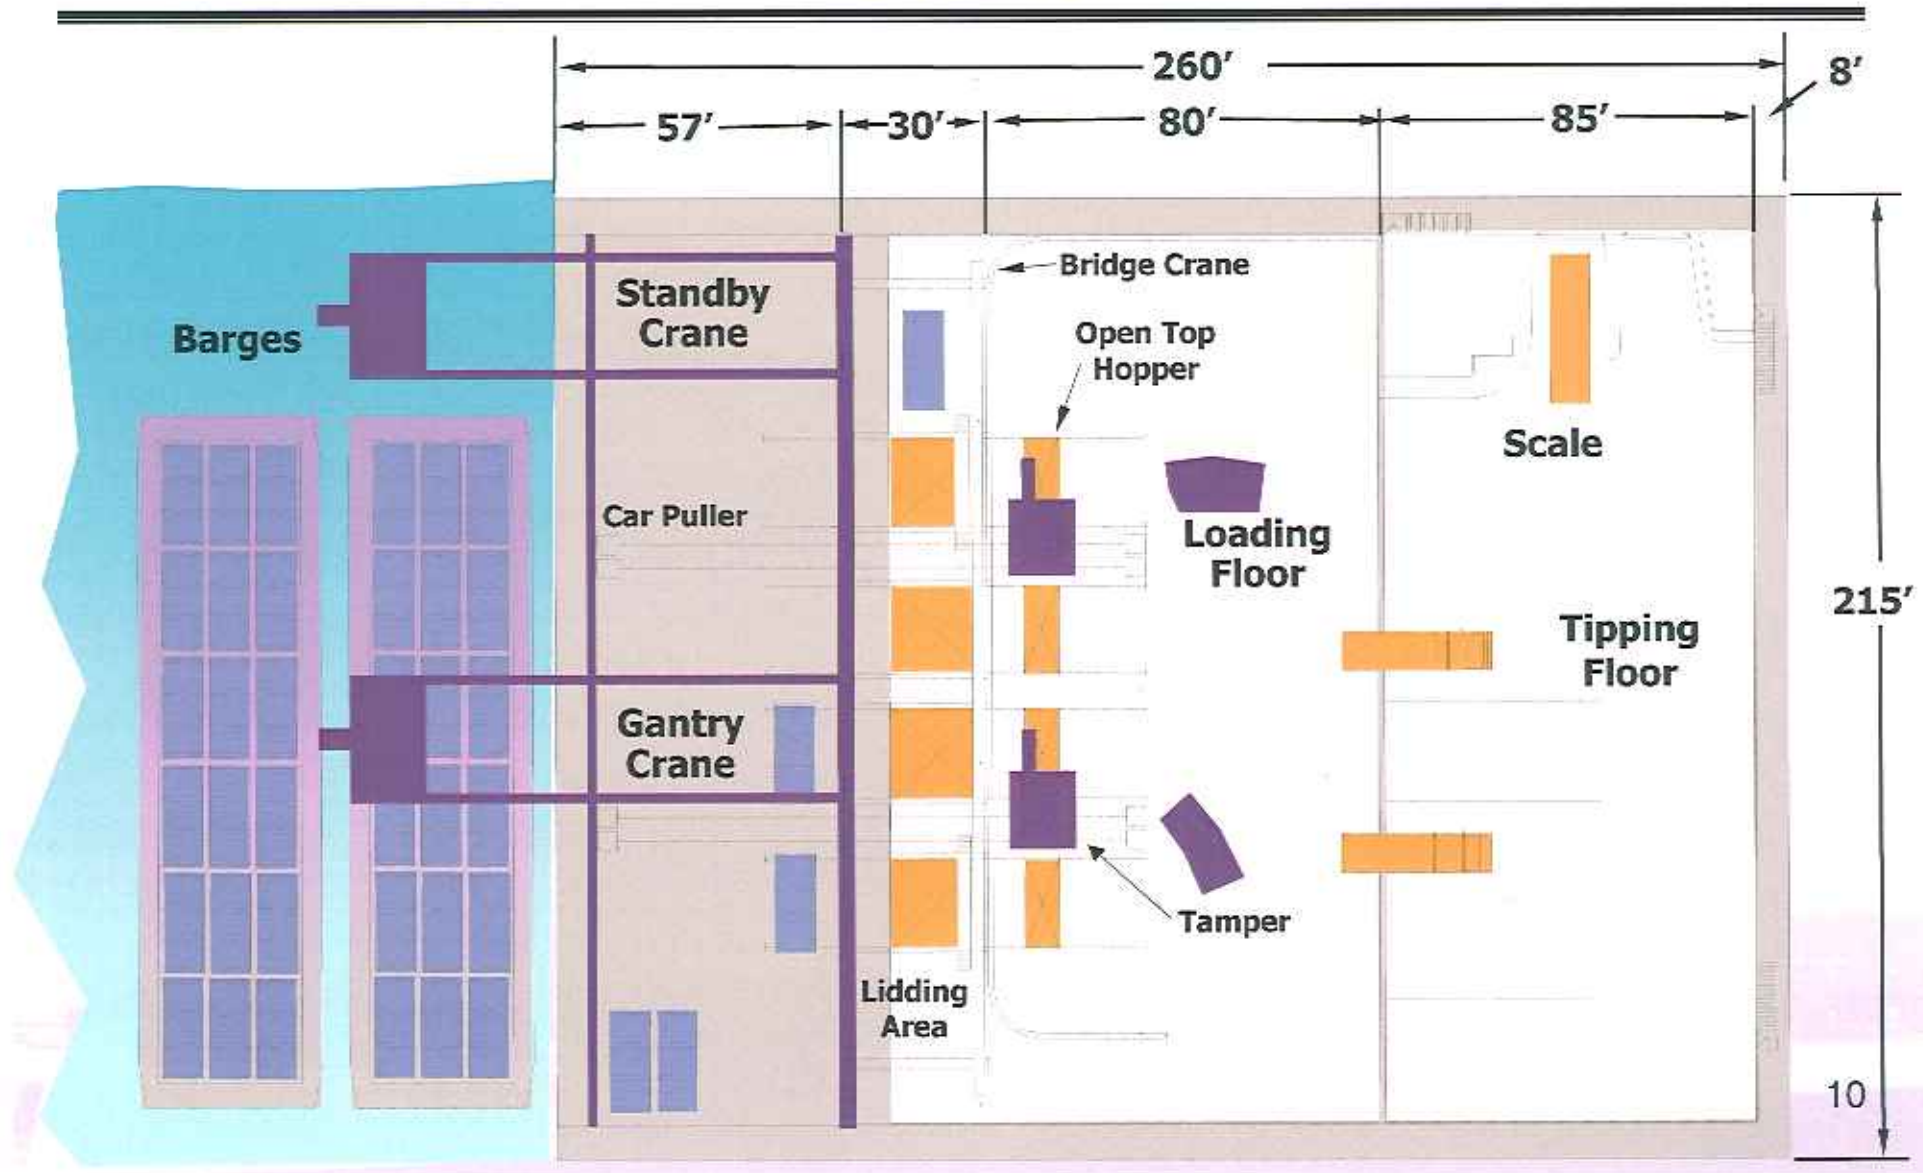 260′
8′
57′
30′
80′
85′
Bridge Crane
Standby
Crane
Barges
Open Top
Hopper
Scale
Car Puller
Loading
Floor
215′
Tipping
Floor
Gantry
Crane
Tamper
Lidding
Area
10